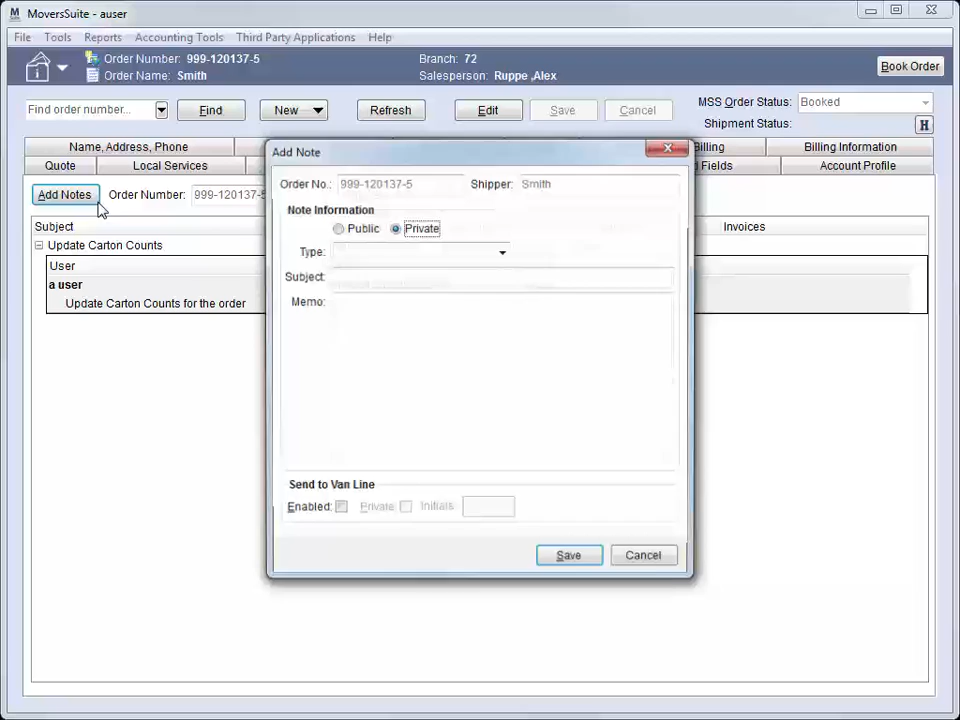 MoversSuite - auser
File Tools Reports Accounting Tools Third Party Applications Help
Order Number: 999-120137-5 Branch: 72
Order Name: Smith Salesperson: Ruppe ,Alex Book Order
Find order number... Find New Refresh Edit Save Cancel MSS Order Status: Booked
Shipment Status: H
Name, Address, Phone Billing Billing Information
Quote Local Services d Fields Account Profile
Add Notes Order Number: 999-120137-5
Subject Invoices
Update Carton Counts
User
a user
Update Carton Counts for the order
Add Note
Order No.: 999-120137-5 Shipper: Smith
Note Information
Public Private
Type:
Subject:
Memo:
Send to Van Line
Enabled: Private Initials:
Save Cancel